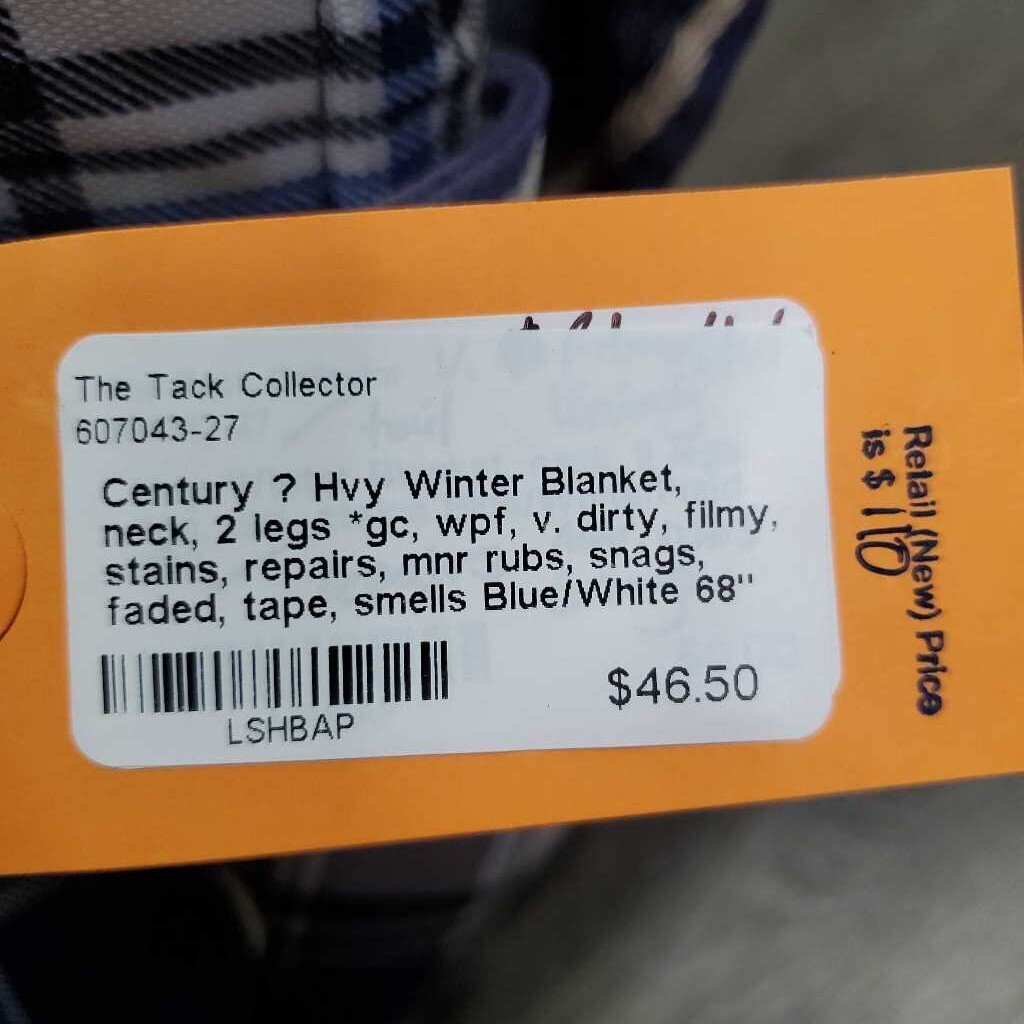 The Tack Collector
607043-27
Century ? Hvy Winter Blanket,
neck, 2 legs *gc, wpf, v. dirty, filmy,
stains, repairs, mnr rubs, snags,
faded, tape, smells Blue/White 68"
LSHBAP
$46.50
Retail (New) Price
is $ 110